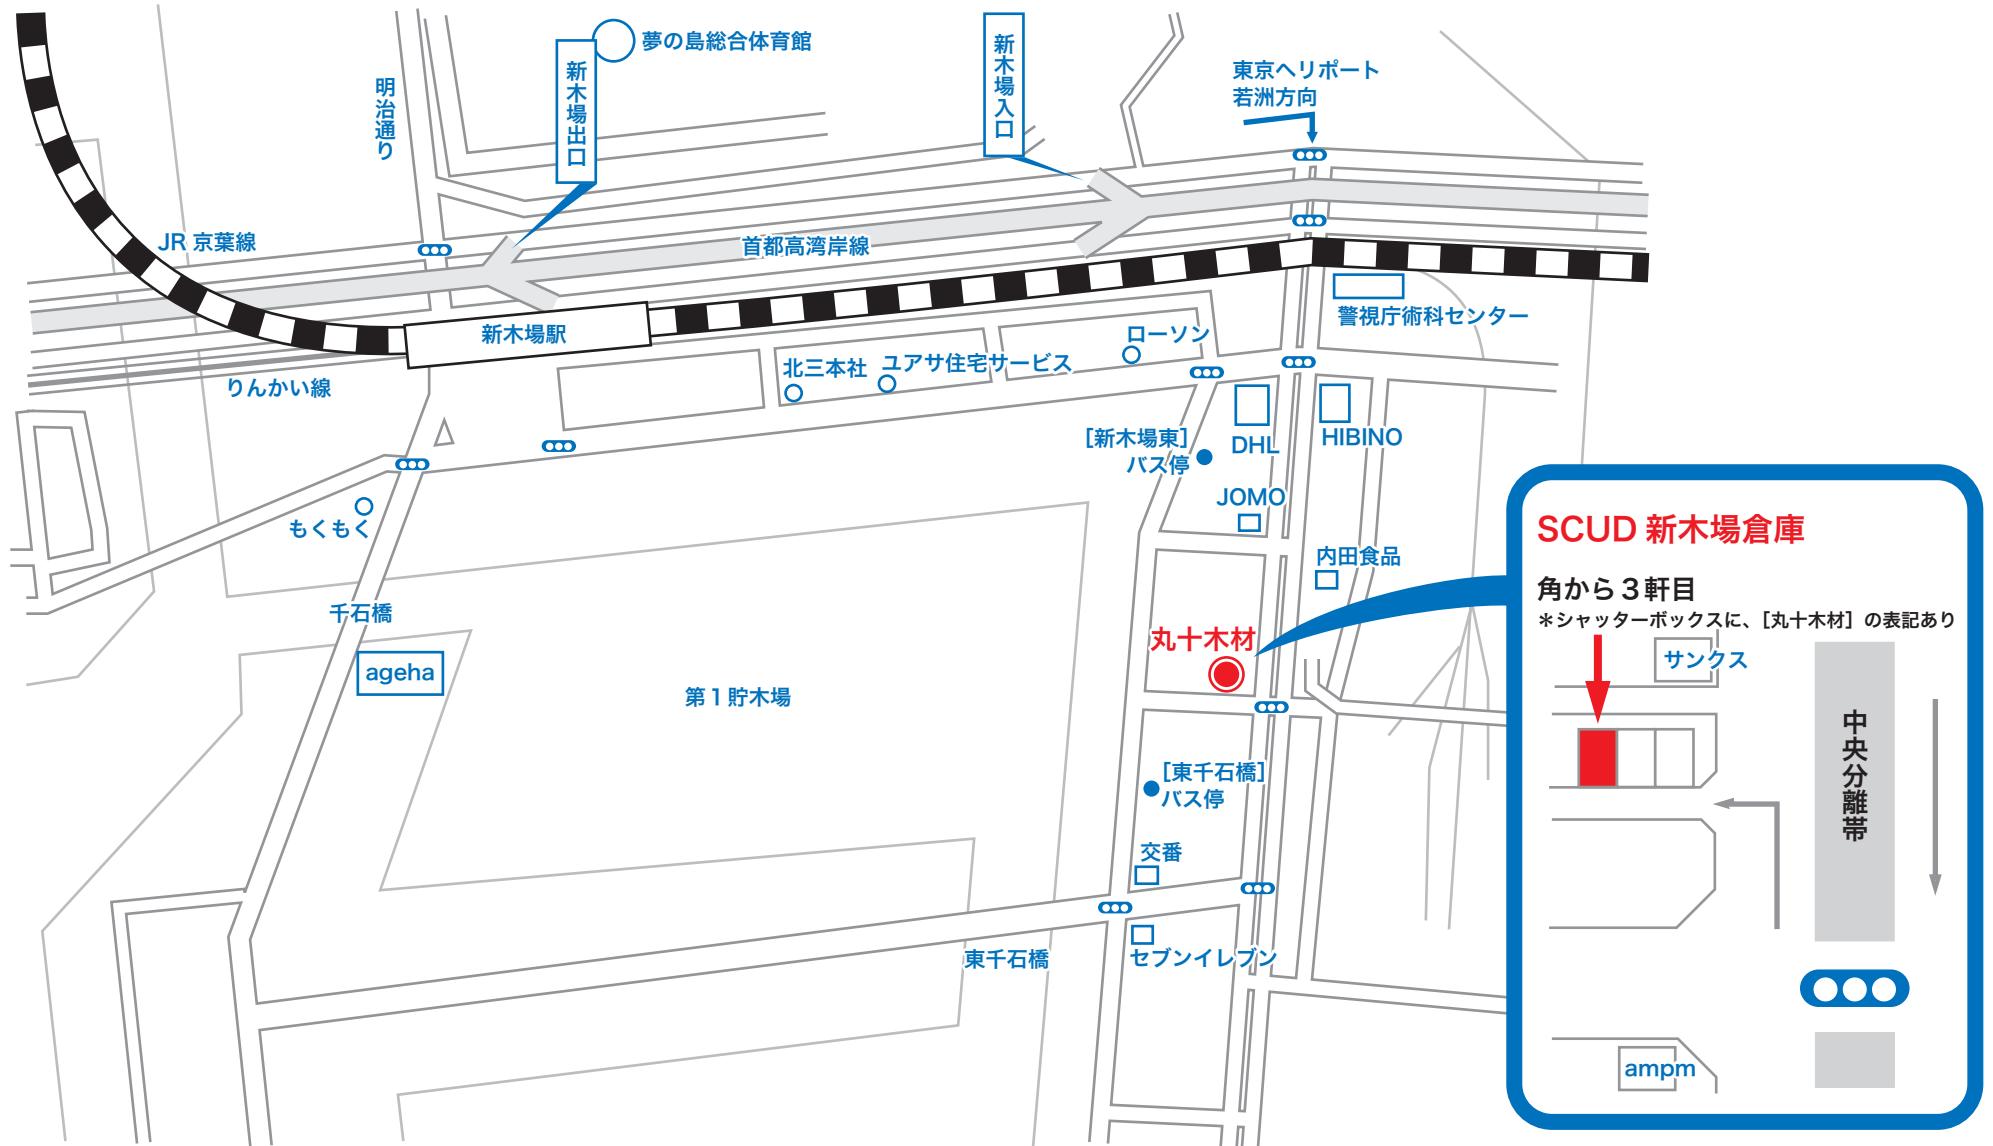 夢の島総合体育館
新木場出口
新木場入口
東京ヘリポート
若洲方向
明治通り
JR 京葉線
首都高湾岸線
新木場駅
りんかい線
警視庁術科センター
ローソン
北三本社
ユアサ住宅サービス
[新木場東]
バス停
DHL
HIBINO
JOMO
もくもく
内田食品
千石橋
ageha
丸十木材
第1貯木場
[東千石橋]
バス停
交番
東千石橋
セブンイレブン
SCUD 新木場倉庫
角から3軒目
＊シャッターボックスに、[丸十木材] の表記あり
サンクス
中央分離帯
ampm